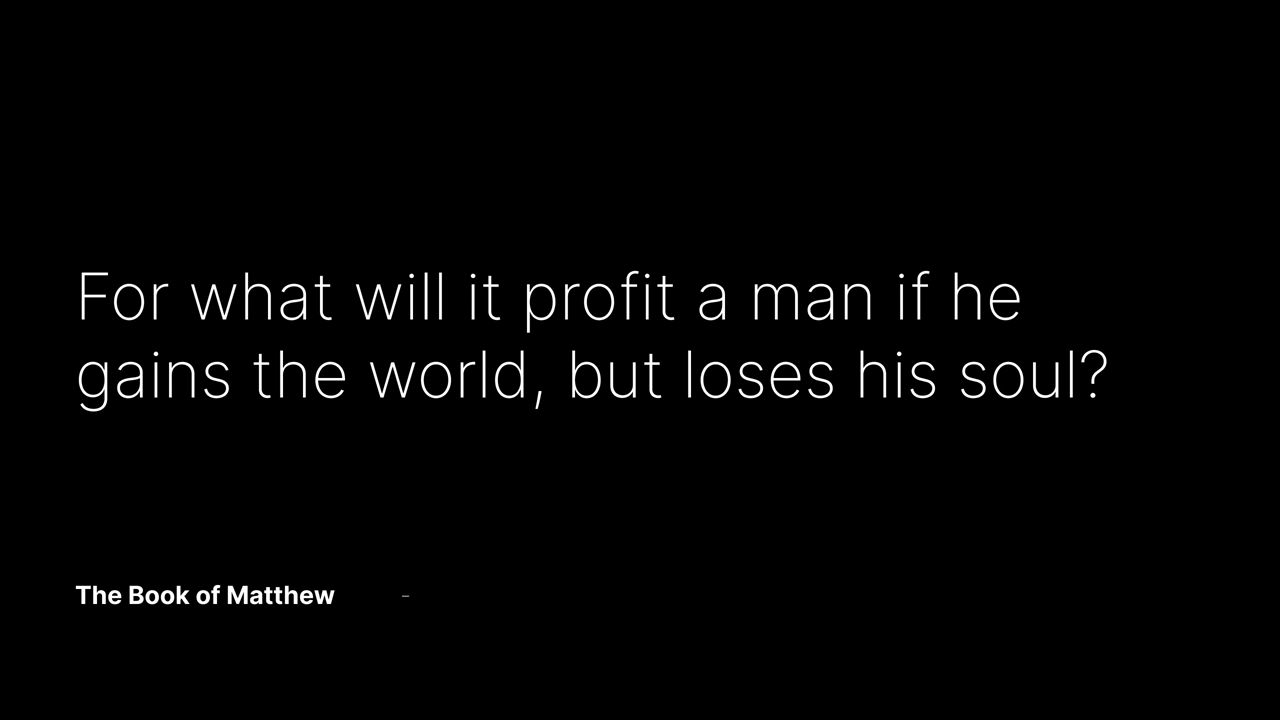 For what will it profit a man if he
gains the world, but loses his soul?
The Book of Matthew -